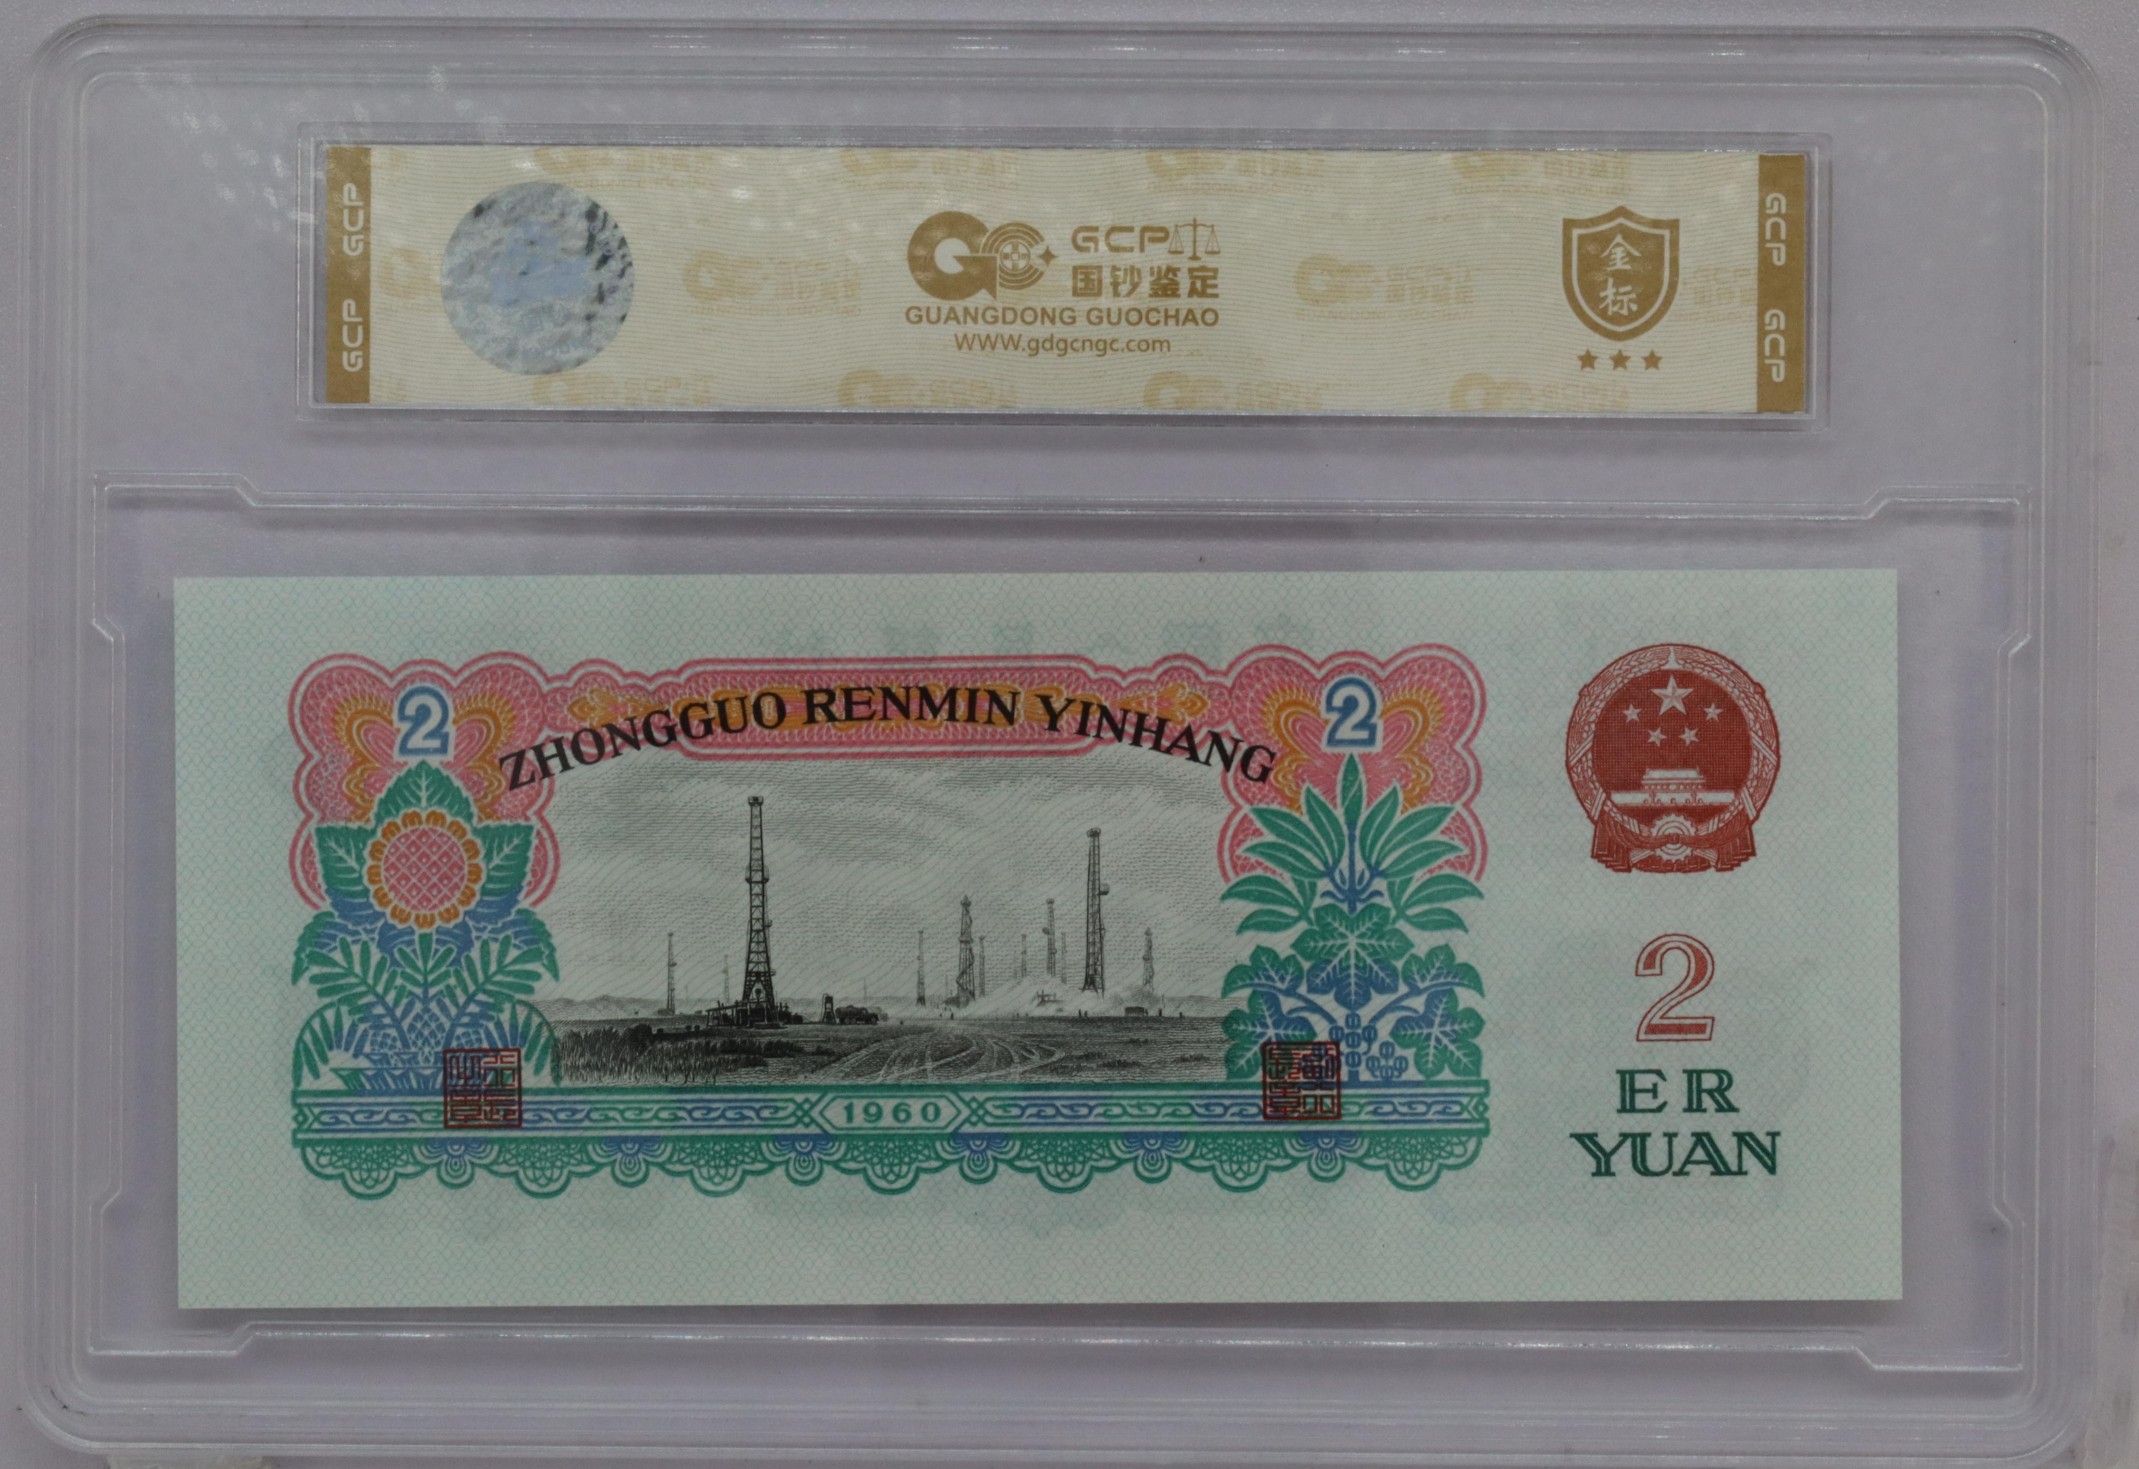 GCP
GCP
GCP
国钞鉴定
GUANGDONG GUOCHAO
WWW.gdgcngc.com
金
标
GCP
GCP
2
2
ZHONGGUO RENMIN YINHANG
1960
2
ER
YUAN